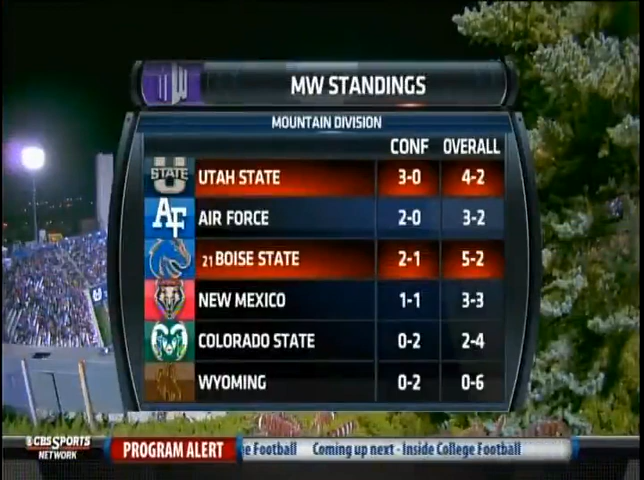 MW
MW STANDINGS
MOUNTAIN DIVISION
CONF OVERALL
STATE U UTAH STATE 3-0 4-2
AF AIR FORCE 2-0 3-2
21 BOISE STATE 2-1 5-2
NEW MEXICO 1-1 3-3
COLORADO STATE 0-2 2-4
WYOMING 0-2 0-6
CBS SPORTS NETWORK PROGRAM ALERT e Football Coming up next - Inside College Football